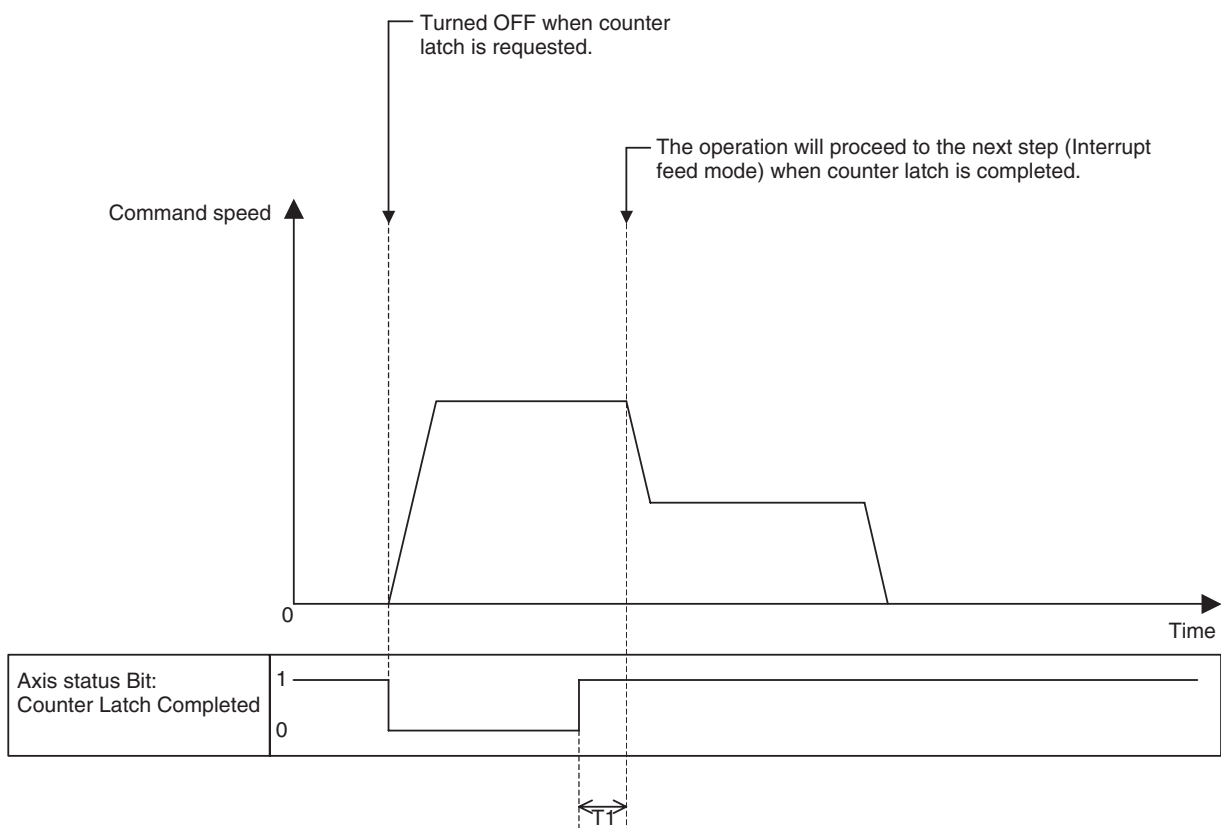 Turned OFF when counter
latch is requested.
The operation will proceed to the next step (Interrupt
feed mode) when counter latch is completed.
Command speed
0
Time
Axis status Bit:
Counter Latch Completed
1
0
T1